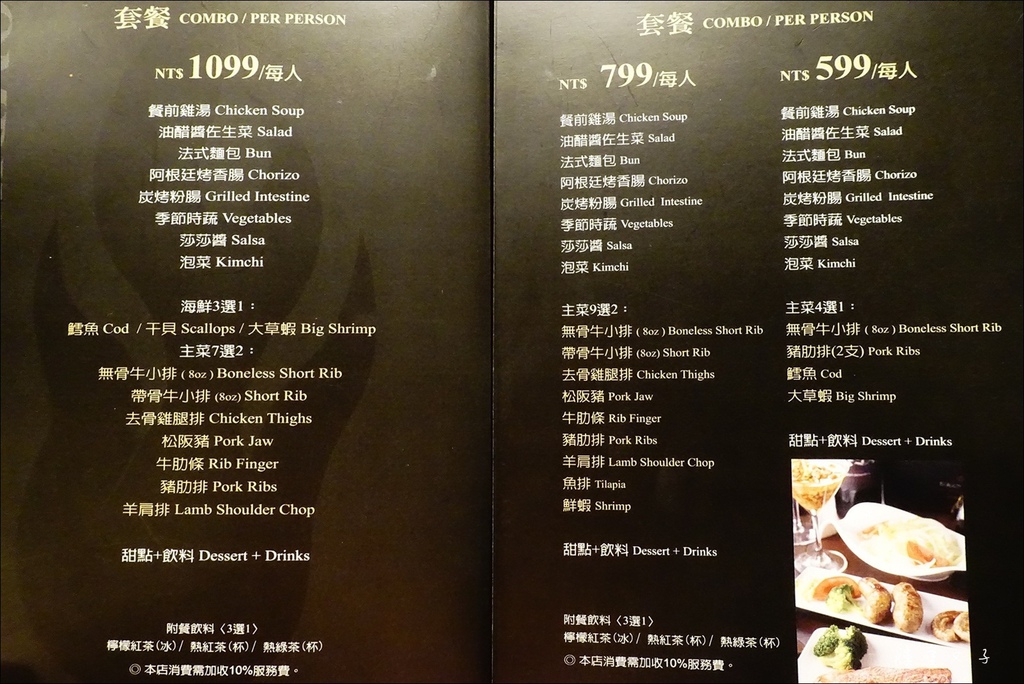 套餐 COMBO / PER PERSON
NT$ 1099/每人
餐前雞湯 Chicken Soup
油醋醬佐生菜 Salad
法式麵包 Bun
阿根廷烤香腸 Chorizo
炭烤粉腸 Grilled Intestine
季節時蔬 Vegetables
莎莎醬 Salsa
泡菜 Kimchi
海鮮3選1：
鱈魚 Cod / 干貝 Scallops / 大草蝦 Big Shrimp
主菜7選2：
無骨牛小排 ( 8oz ) Boneless Short Rib
帶骨牛小排 (8oz) Short Rib
去骨雞腿排 Chicken Thighs
松阪豬 Pork Jaw
牛肋條 Rib Finger
豬肋排 Pork Ribs
羊肩排 Lamb Shoulder Chop
甜點+飲料 Dessert + Drinks
附餐飲料〈3選1〉
檸檬紅茶(冰)/ 熱紅茶(杯)/ 熱綠茶(杯)
◎ 本店消費需加收10%服務費。
套餐 COMBO / PER PERSON
NT$ 799/每人
餐前雞湯 Chicken Soup
油醋醬佐生菜 Salad
法式麵包 Bun
阿根廷烤香腸 Chorizo
炭烤粉腸 Grilled Intestine
季節時蔬 Vegetables
莎莎醬 Salsa
泡菜 Kimchi
主菜9選2：
無骨牛小排 ( 8oz ) Boneless Short Rib
帶骨牛小排 (8oz) Short Rib
去骨雞腿排 Chicken Thighs
松阪豬 Pork Jaw
牛肋條 Rib Finger
豬肋排 Pork Ribs
羊肩排 Lamb Shoulder Chop
魚排 Tilapia
鮮蝦 Shrimp
甜點+飲料 Dessert + Drinks
附餐飲料〈3選1〉
檸檬紅茶(冰)/ 熱紅茶(杯)/ 熱綠茶(杯)
◎ 本店消費需加收10%服務費。
NT$ 599/每人
餐前雞湯 Chicken Soup
油醋醬佐生菜 Salad
法式麵包 Bun
阿根廷烤香腸 Chorizo
炭烤粉腸 Grilled Intestine
季節時蔬 Vegetables
莎莎醬 Salsa
泡菜 Kimchi
主菜4選1：
無骨牛小排 ( 8oz ) Boneless Short Rib
豬肋排(2支) Pork Ribs
鱈魚 Cod
大草蝦 Big Shrimp
甜點+飲料 Dessert + Drinks